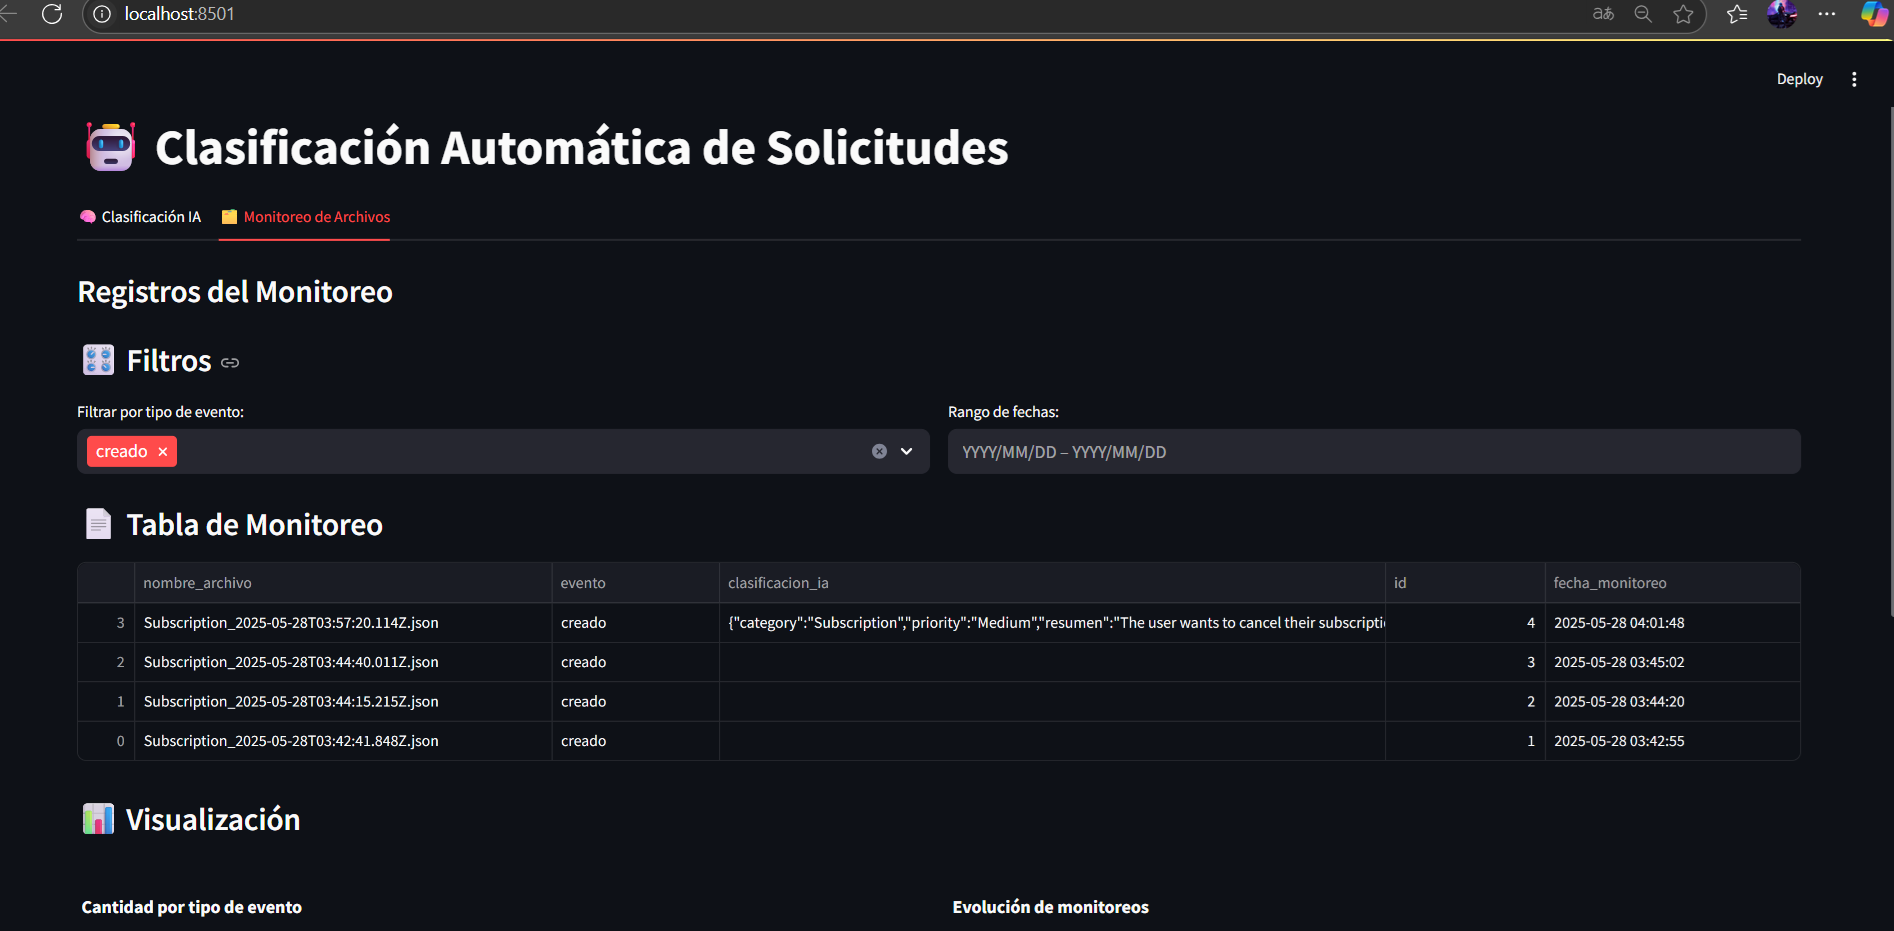 localhost:8501
aあ
Deploy
Clasificación Automática de Solicitudes
Clasificación IA
Monitoreo de Archivos
Registros del Monitoreo
Filtros
Filtrar por tipo de evento:
Rango de fechas:
creado
YYYY/MM/DD – YYYY/MM/DD
Tabla de Monitoreo
nombre_archivo evento clasificacion_ia id fecha_monitoreo
3 Subscription_2025-05-28T03:57:20.114Z.json creado {"category":"Subscription","priority":"Medium","resumen":"The user wants to cancel their subscripti 4 2025-05-28 04:01:48
2 Subscription_2025-05-28T03:44:40.011Z.json creado 3 2025-05-28 03:45:02
1 Subscription_2025-05-28T03:44:15.215Z.json creado 2 2025-05-28 03:44:20
0 Subscription_2025-05-28T03:42:41.848Z.json creado 1 2025-05-28 03:42:55
Visualización
Cantidad por tipo de evento
Evolución de monitoreos